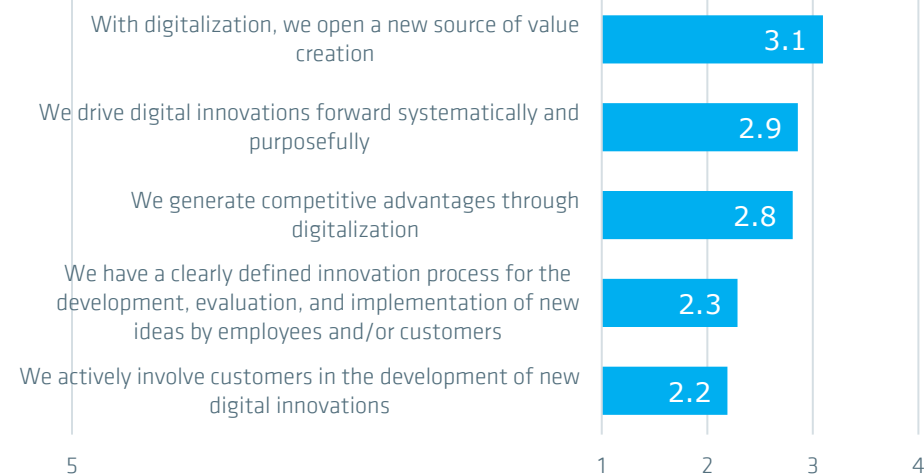 With digitalization, we open a new source of value
creation
3.1
We drive digital innovations forward systematically and
purposefully
2.9
We generate competitive advantages through
digitalization
2.8
We have a clearly defined innovation process for the
development, evaluation, and implementation of new
ideas by employees and/or customers
2.3
We actively involve customers in the development of new
digital innovations
2.2
5 1 2 3 4